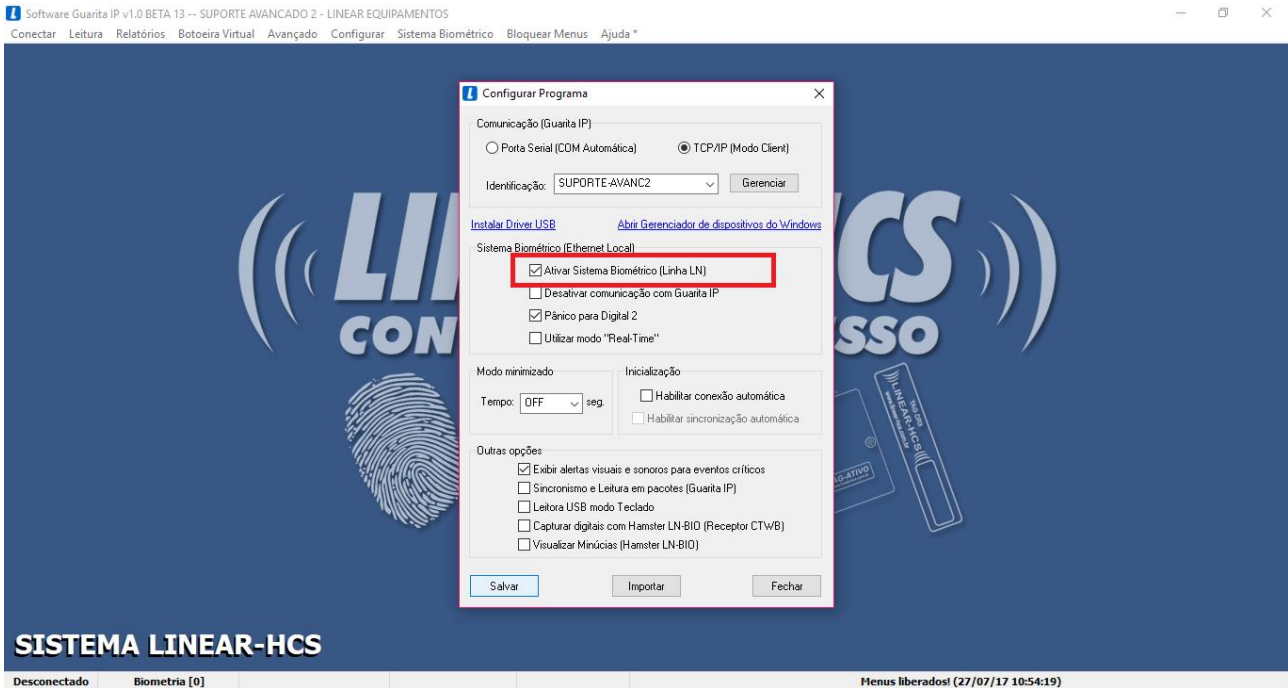 Software Guarita IP v1.0 BETA 13 -- SUPORTE AVANCADO 2 - LINEAR EQUIPAMENTOS
Conectar Leitura Relatórios Botoeira Virtual Avançado Configurar Sistema Biométrico Bloquear Menus Ajuda *
Configurar Programa
Comunicação (Guarita IP)
Porta Serial (COM Automática) TCP/IP (Modo Client)
Identificação: SUPORTE-AVANC2 Gerenciar
Instalar Driver USB Abrir Gerenciador de dispositivos do Windows
Sistema Biométrico (Ethernet Local)
Ativar Sistema Biométrico (Linha LN)
Desativar comunicação com Guarita IP
Pânico para Digital 2
Utilizar modo "Real-Time"
Modo minimizado Inicialização
Tempo: OFF seg. Habilitar conexão automática
Habilitar sincronização automática
Outras opções
Exibir alertas visuais e sonoros para eventos críticos
Sincronismo e Leitura em pacotes (Guarita IP)
Leitora USB modo Teclado
Capturar digitais com Hamster LN-BIO (Receptor CTWB)
Visualizar Minúcias (Hamster LN-BIO)
Salvar Importar Fechar
LI HCS
CON SSO
LINEAR-HCS
SISTEMA LINEAR-HCS
Desconectado Biometria [0] Menus liberados! (27/07/17 10:54:19)